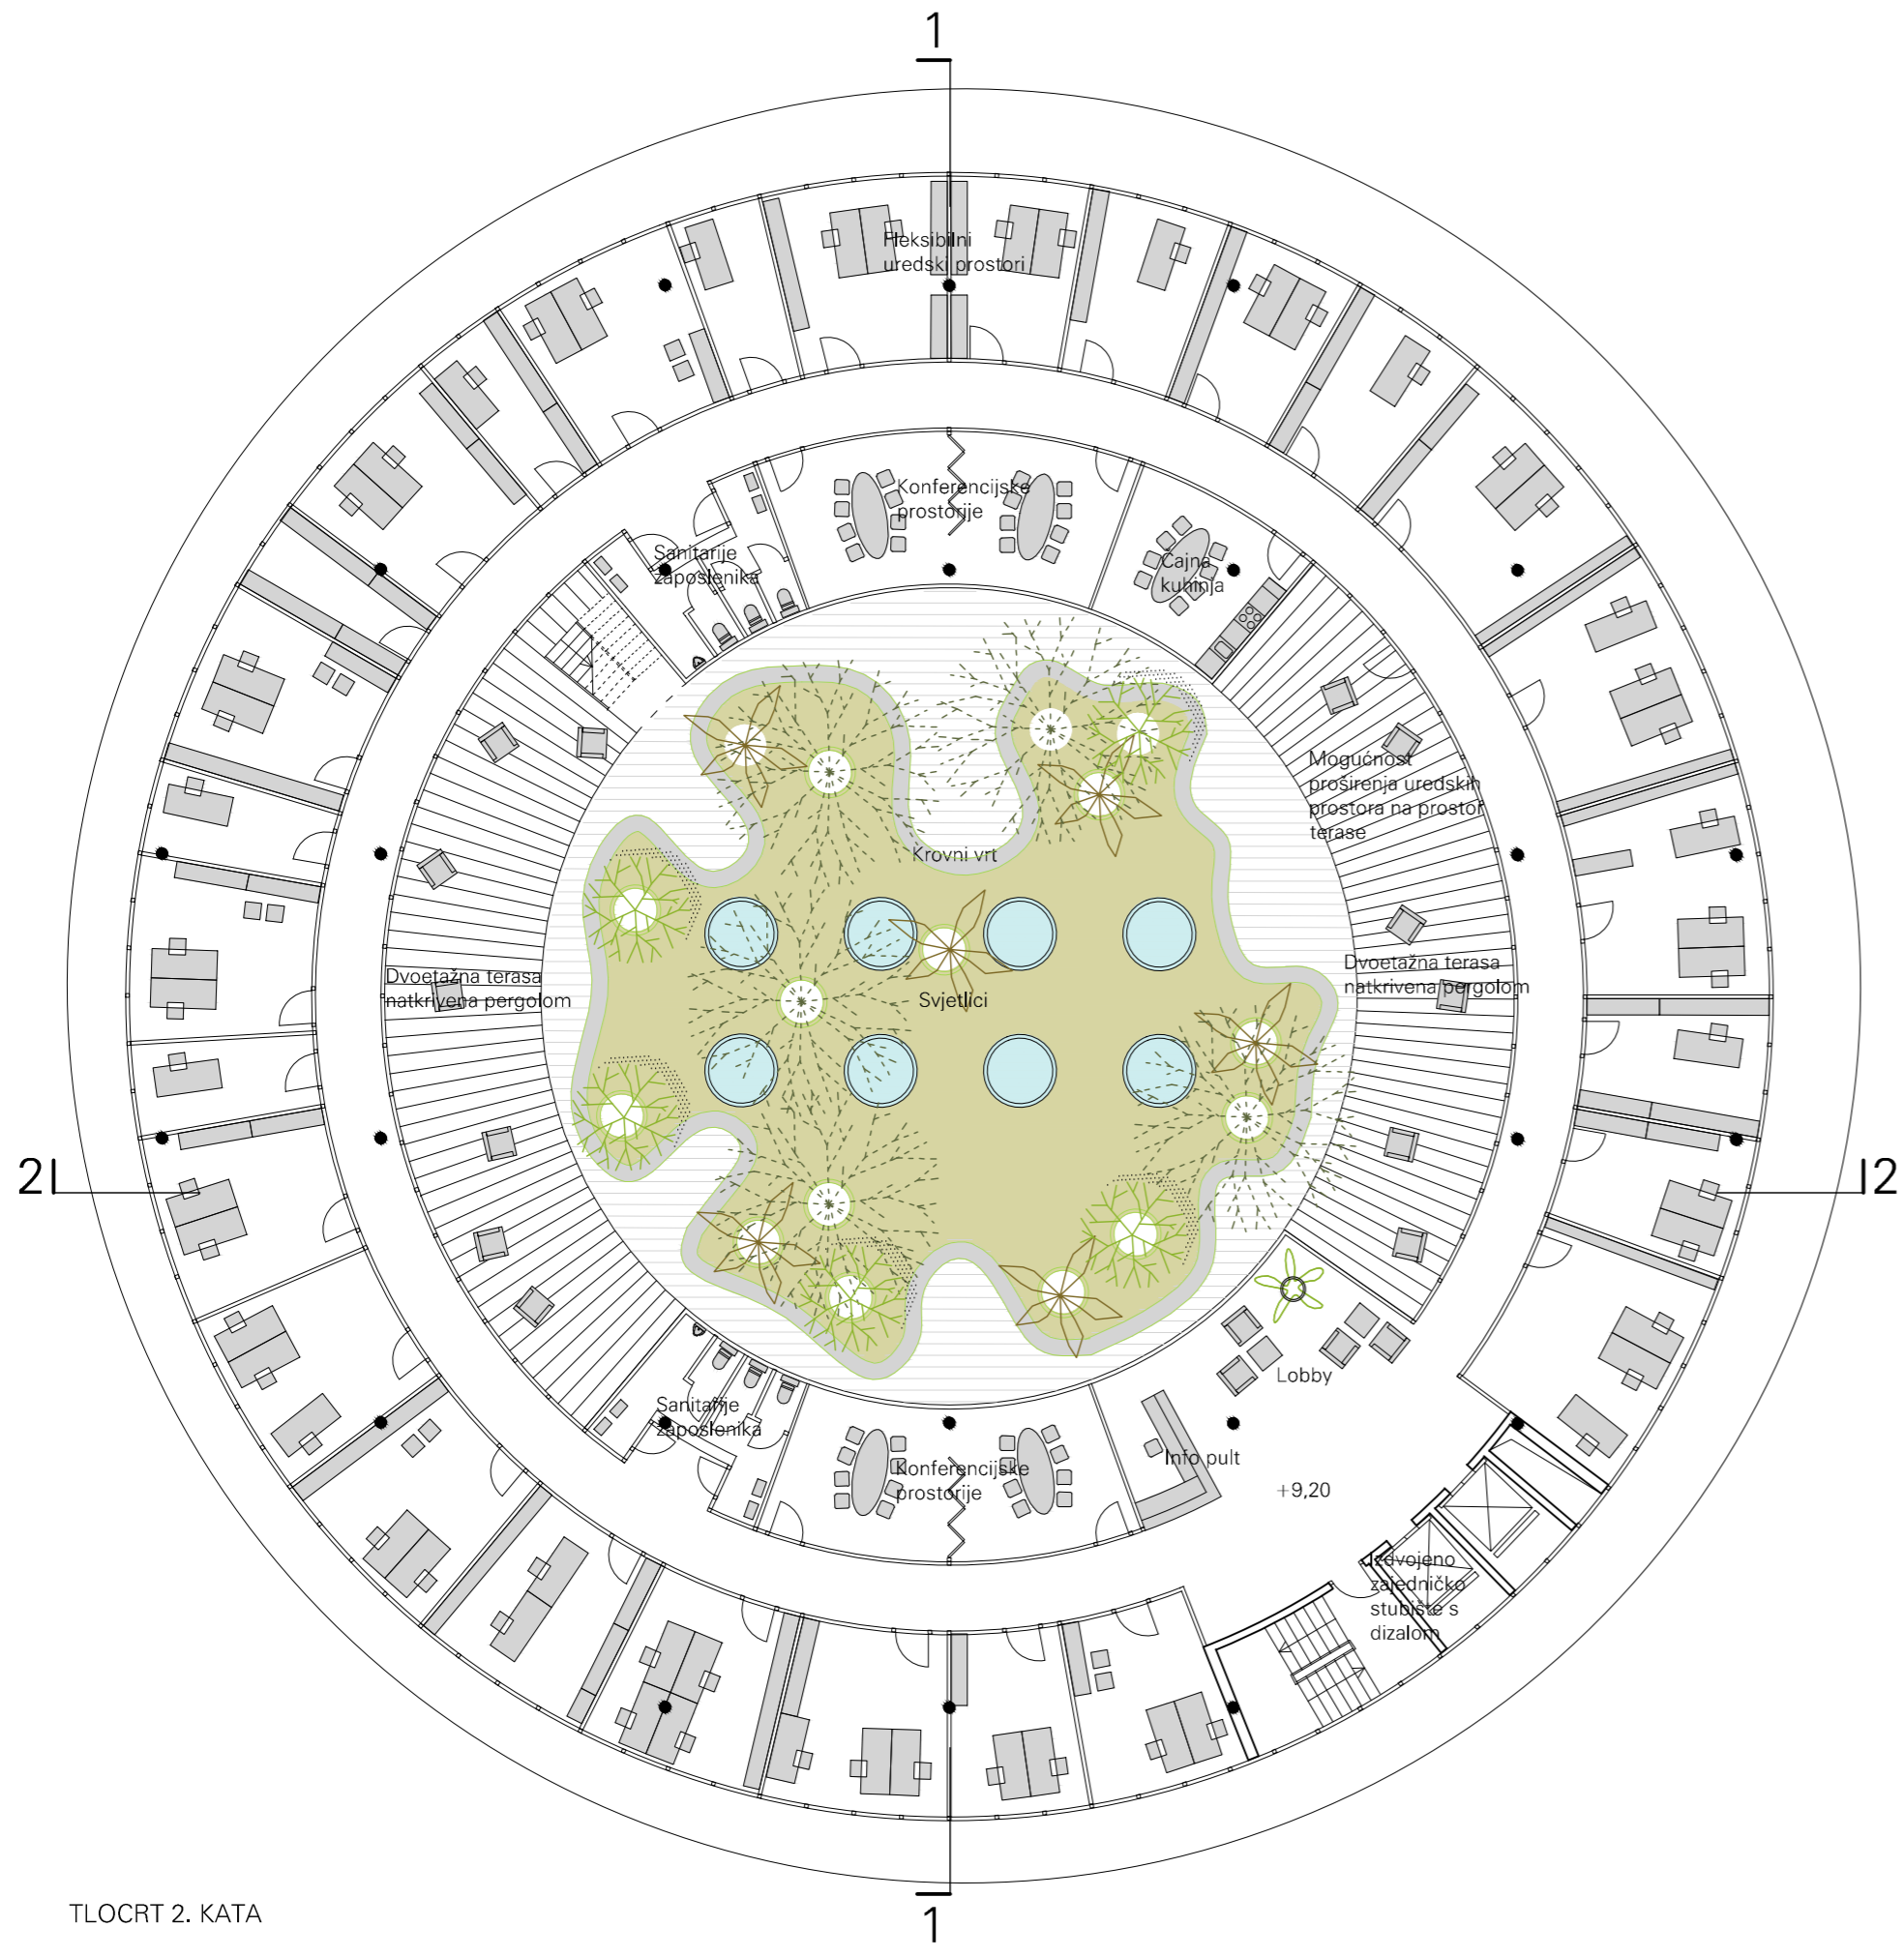 1
Fleksibilni
uredski prostori
Konferencijske
prostorije
Sanitarije
zaposlenika
Čajna
kuhinja
Mogućnost
proširenja uredskih
prostora na prostor
terase
Krovni vrt
Dvoetažna terasa
natkrivena pergolom
Svjetlici
Dvoetažna terasa
natkrivena pergolom
2
2
Lobby
Sanitarije
zaposlenika
Info pult
Konferencijske
prostorije
+9,20
Izdvojeno
zajedničko
stubište s
dizalom
TLOCRT 2. KATA
1